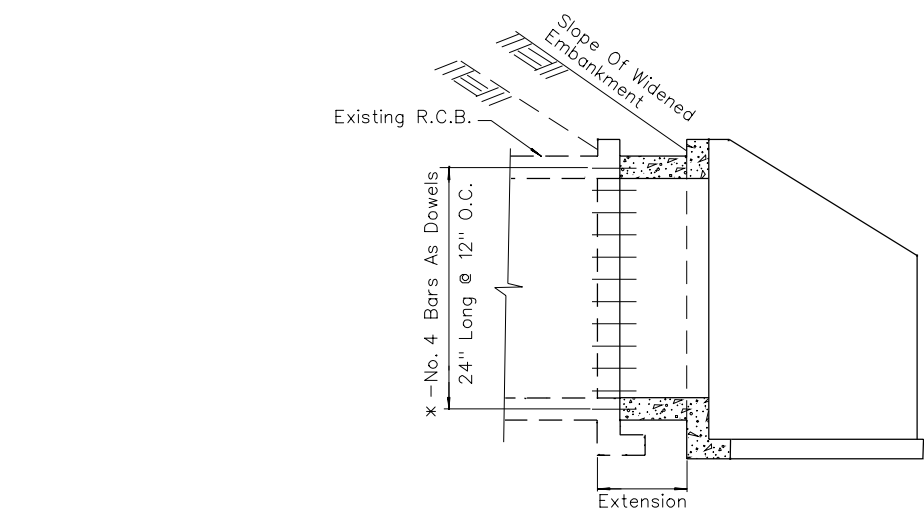 Slope Of Widened
Embankment
Existing R.C.B.
* -No. 4 Bars As Dowels
24" Long @ 12" O.C.
Extension